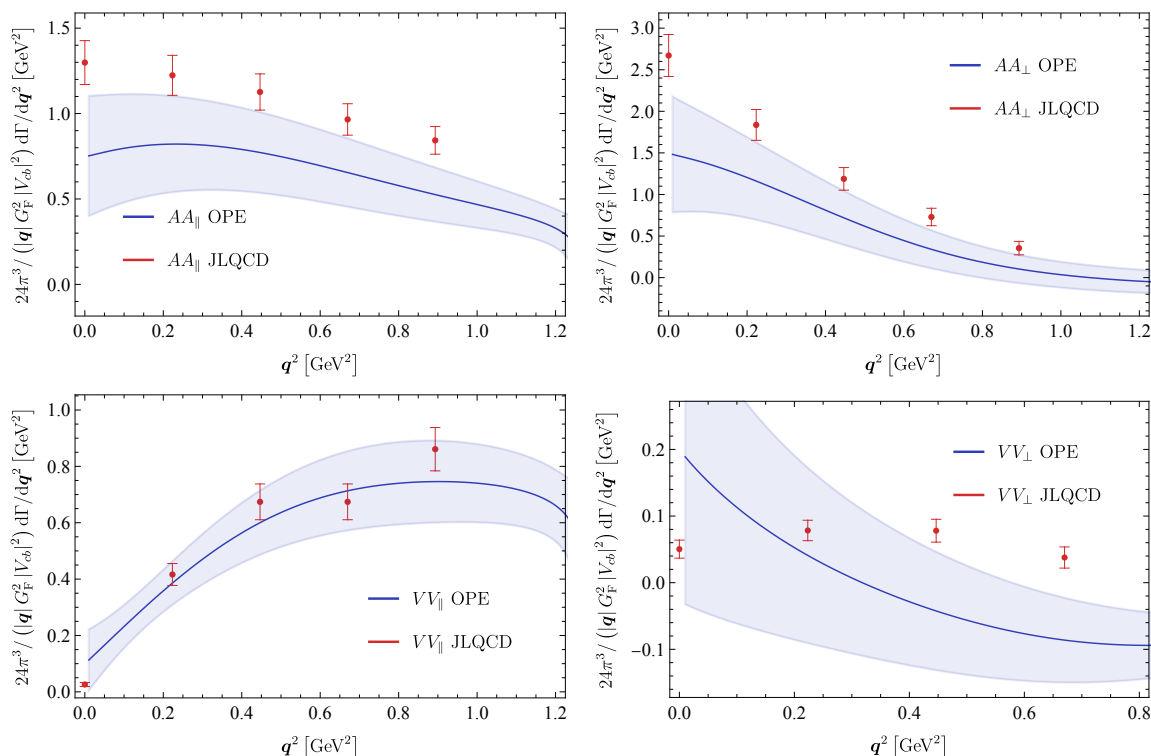 24π³/(|q| G_F² |V_cb|²) dΓ/dq² [GeV²]
1.5
1.0
0.5
0.0
AA∥ OPE
AA∥ JLQCD
0.0 0.2 0.4 0.6 0.8 1.0 1.2
q² [GeV²]
24π³/(|q| G_F² |V_cb|²) dΓ/dq² [GeV²]
3.0
2.5
2.0
1.5
1.0
0.5
0.0
AA⊥ OPE
AA⊥ JLQCD
0.0 0.2 0.4 0.6 0.8 1.0 1.2
q² [GeV²]
24π³/(|q| G_F² |V_cb|²) dΓ/dq² [GeV²]
1.0
0.8
0.6
0.4
0.2
0.0
VV∥ OPE
VV∥ JLQCD
0.0 0.2 0.4 0.6 0.8 1.0 1.2
q² [GeV²]
24π³/(|q| G_F² |V_cb|²) dΓ/dq² [GeV²]
0.2
0.1
0.0
−0.1
VV⊥ OPE
VV⊥ JLQCD
0.0 0.2 0.4 0.6 0.8
q² [GeV²]